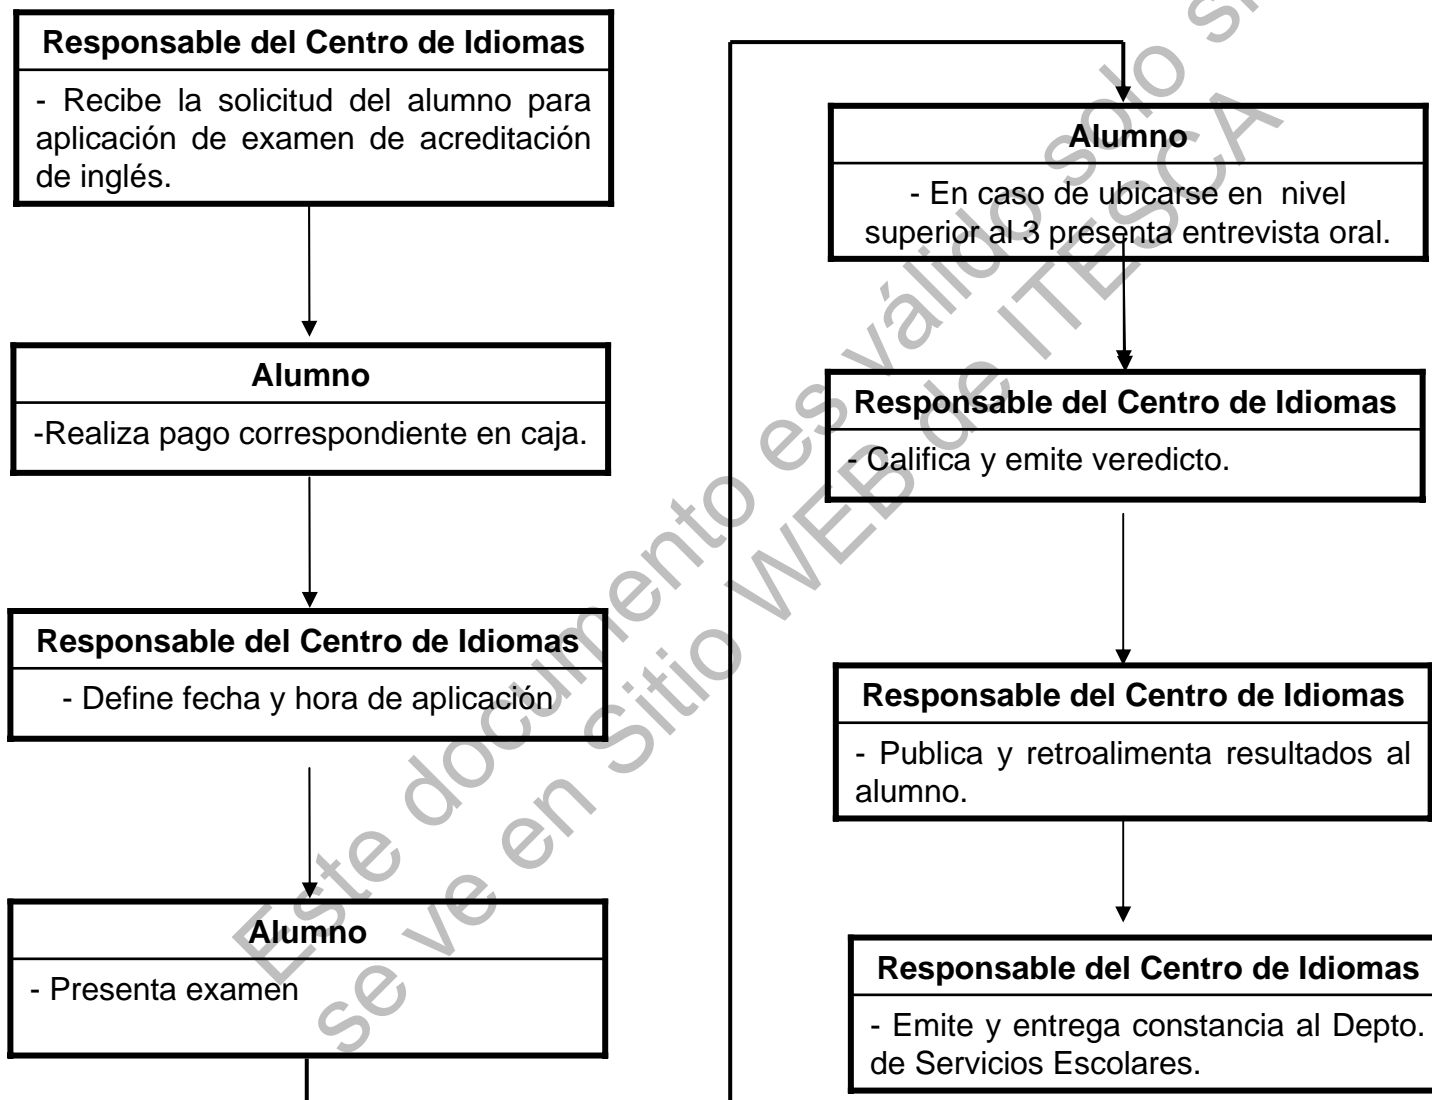 Responsable del Centro de Idiomas
- Recibe la solicitud del alumno para
aplicación de examen de acreditación
de inglés.
Alumno
-Realiza pago correspondiente en caja.
Responsable del Centro de Idiomas
- Define fecha y hora de aplicación
Alumno
- Presenta examen
Alumno
- En caso de ubicarse en nivel
superior al 3 presenta entrevista oral.
Responsable del Centro de Idiomas
- Califica y emite veredicto.
Responsable del Centro de Idiomas
- Publica y retroalimenta resultados al
alumno.
Responsable del Centro de Idiomas
- Emite y entrega constancia al Depto.
de Servicios Escolares.
Este documento es válido solo
se ve en Sitio WEB de ITESCA